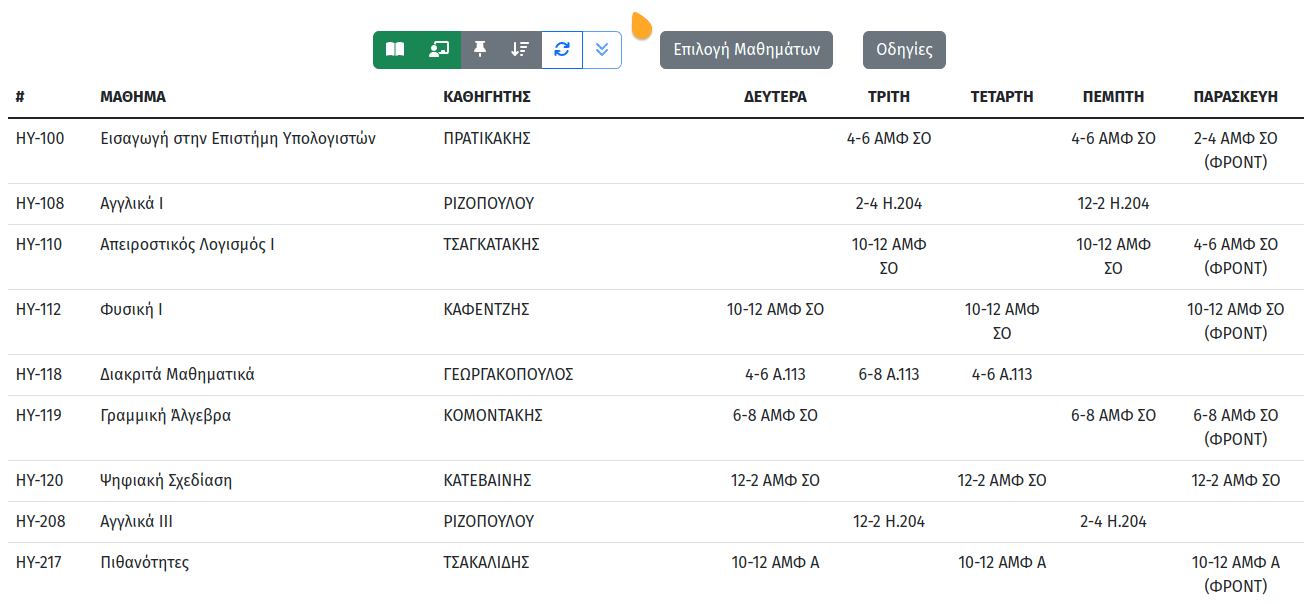 Επιλογή Μαθημάτων Οδηγίες
# ΜΑΘΗΜΑ ΚΑΘΗΓΗΤΗΣ ΔΕΥΤΕΡΑ ΤΡΙΤΗ ΤΕΤΑΡΤΗ ΠΕΜΠΤΗ ΠΑΡΑΣΚΕΥΗ
ΗΥ-100 Εισαγωγή στην Επιστήμη Υπολογιστών ΠΡΑΤΙΚΑΚΗΣ 4-6 ΑΜΦ ΣΟ 4-6 ΑΜΦ ΣΟ 2-4 ΑΜΦ ΣΟ
(ΦΡΟΝΤ)
ΗΥ-108 Αγγλικά Ι ΡΙΖΟΠΟΥΛΟΥ 2-4 Η.204 12-2 Η.204
ΗΥ-110 Απειροστικός Λογισμός Ι ΤΣΑΓΚΑΤΑΚΗΣ 10-12 ΑΜΦ 10-12 ΑΜΦ 4-6 ΑΜΦ ΣΟ
ΣΟ ΣΟ (ΦΡΟΝΤ)
ΗΥ-112 Φυσική Ι ΚΑΦΕΝΤΖΗΣ 10-12 ΑΜΦ ΣΟ 10-12 ΑΜΦ 10-12 ΑΜΦ ΣΟ
ΣΟ (ΦΡΟΝΤ)
ΗΥ-118 Διακριτά Μαθηματικά ΓΕΩΡΓΑΚΟΠΟΥΛΟΣ 4-6 Α.113 6-8 Α.113 4-6 Α.113
ΗΥ-119 Γραμμική Άλγεβρα ΚΟΜΟΝΤΑΚΗΣ 6-8 ΑΜΦ ΣΟ 6-8 ΑΜΦ ΣΟ 6-8 ΑΜΦ ΣΟ
(ΦΡΟΝΤ)
ΗΥ-120 Ψηφιακή Σχεδίαση ΚΑΤΕΒΑΙΝΗΣ 12-2 ΑΜΦ ΣΟ 12-2 ΑΜΦ ΣΟ 12-2 ΑΜΦ ΣΟ
ΗΥ-208 Αγγλικά ΙΙΙ ΡΙΖΟΠΟΥΛΟΥ 12-2 Η.204 2-4 Η.204
ΗΥ-217 Πιθανότητες ΤΣΑΚΑΛΙΔΗΣ 10-12 ΑΜΦ Α 10-12 ΑΜΦ Α 10-12 ΑΜΦ Α
(ΦΡΟΝΤ)